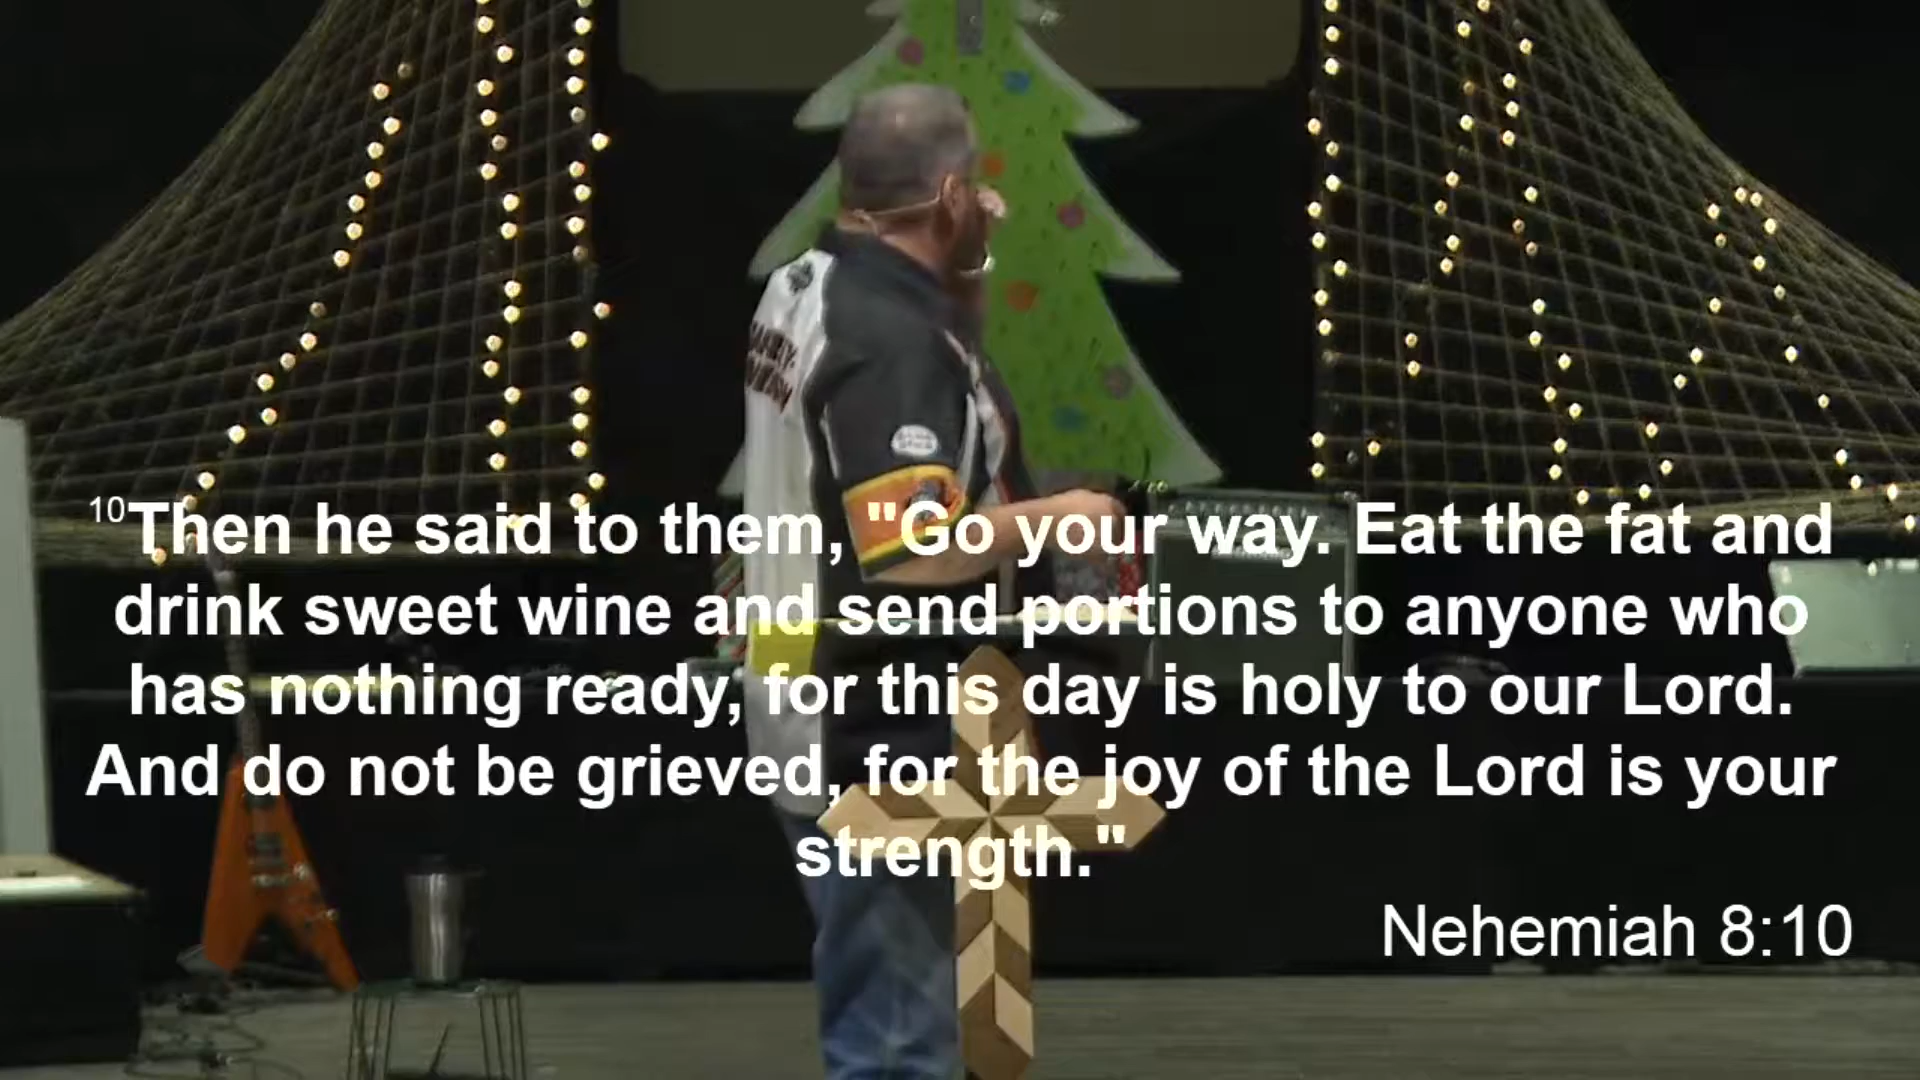 ¹⁰Then he said to them, "Go your way. Eat the fat and
drink sweet wine and send portions to anyone who
has nothing ready, for this day is holy to our Lord.
And do not be grieved, for the joy of the Lord is your
strength."
Nehemiah 8:10